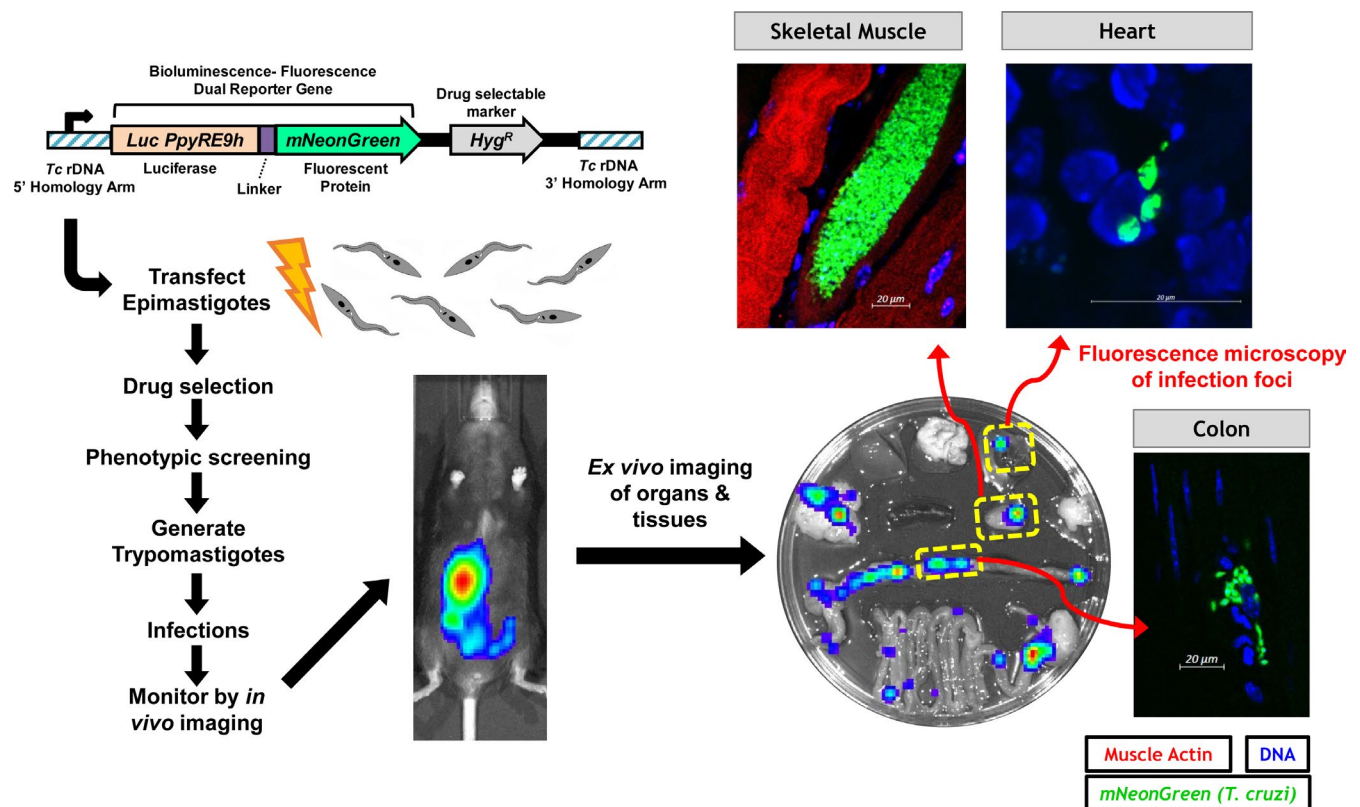 Bioluminescence- Fluorescence
Dual Reporter Gene
Drug selectable
marker
Luc PpyRE9h
mNeonGreen
Hyg^R
Tc rDNA
5’ Homology Arm
Luciferase
Linker
Fluorescent
Protein
Tc rDNA
3’ Homology Arm
Transfect
Epimastigotes
Drug selection
Phenotypic screening
Generate
Trypomastigotes
Infections
Monitor by in
vivo imaging
Ex vivo imaging
of organs &
tissues
Skeletal Muscle
20 µm
Heart
20 µm
Fluorescence microscopy
of infection foci
Colon
20 µm
Muscle Actin
DNA
mNeonGreen (T. cruzi)